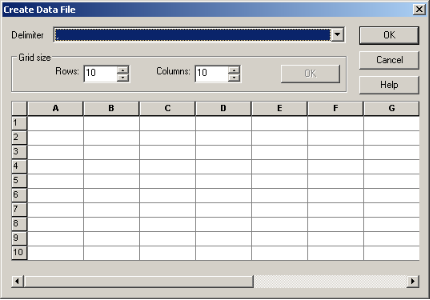 Create Data File
Delimiter
OK
Grid size
Rows: 10 Columns: 10 OK
Cancel
Help
A B C D E F G
1
2
3
4
5
6
7
8
9
10